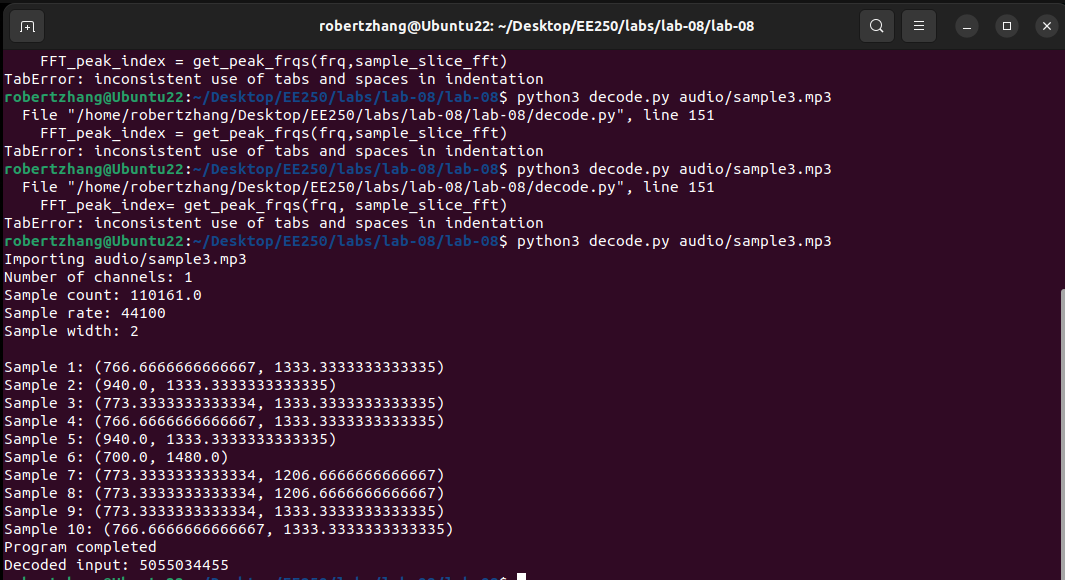 robertzhang@Ubuntu22: ~/Desktop/EE250/labs/lab-08/lab-08
    FFT_peak_index = get_peak_frqs(frq,sample_slice_fft)
TabError: inconsistent use of tabs and spaces in indentation
robertzhang@Ubuntu22:~/Desktop/EE250/labs/lab-08/lab-08$ python3 decode.py audio/sample3.mp3
  File "/home/robertzhang/Desktop/EE250/labs/lab-08/lab-08/decode.py", line 151
    FFT_peak_index = get_peak_frqs(frq,sample_slice_fft)
TabError: inconsistent use of tabs and spaces in indentation
robertzhang@Ubuntu22:~/Desktop/EE250/labs/lab-08/lab-08$ python3 decode.py audio/sample3.mp3
  File "/home/robertzhang/Desktop/EE250/labs/lab-08/lab-08/decode.py", line 151
    FFT_peak_index= get_peak_frqs(frq, sample_slice_fft)
TabError: inconsistent use of tabs and spaces in indentation
robertzhang@Ubuntu22:~/Desktop/EE250/labs/lab-08/lab-08$ python3 decode.py audio/sample3.mp3
Importing audio/sample3.mp3
Number of channels: 1
Sample count: 110161.0
Sample rate: 44100
Sample width: 2

Sample 1: (766.6666666666667, 1333.3333333333335)
Sample 2: (940.0, 1333.3333333333335)
Sample 3: (773.3333333333334, 1333.3333333333335)
Sample 4: (766.6666666666667, 1333.3333333333335)
Sample 5: (940.0, 1333.3333333333335)
Sample 6: (700.0, 1480.0)
Sample 7: (773.3333333333334, 1206.6666666666667)
Sample 8: (773.3333333333334, 1206.6666666666667)
Sample 9: (773.3333333333334, 1333.3333333333335)
Sample 10: (766.6666666666667, 1333.3333333333335)
Program completed
Decoded input: 5055034455
robertzhang@Ubuntu22:~/Desktop/EE250/labs/lab-08/lab-08$